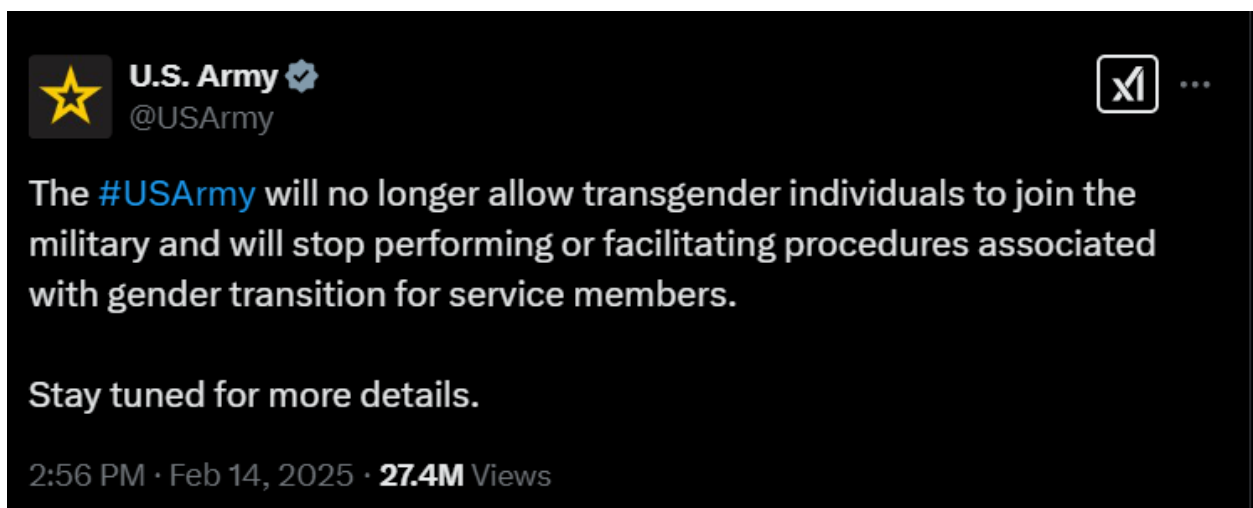 U.S. Army
@USArmy
The #USArmy will no longer allow transgender individuals to join the
military and will stop performing or facilitating procedures associated
with gender transition for service members.
Stay tuned for more details.
2:56 PM · Feb 14, 2025 · 27.4M Views